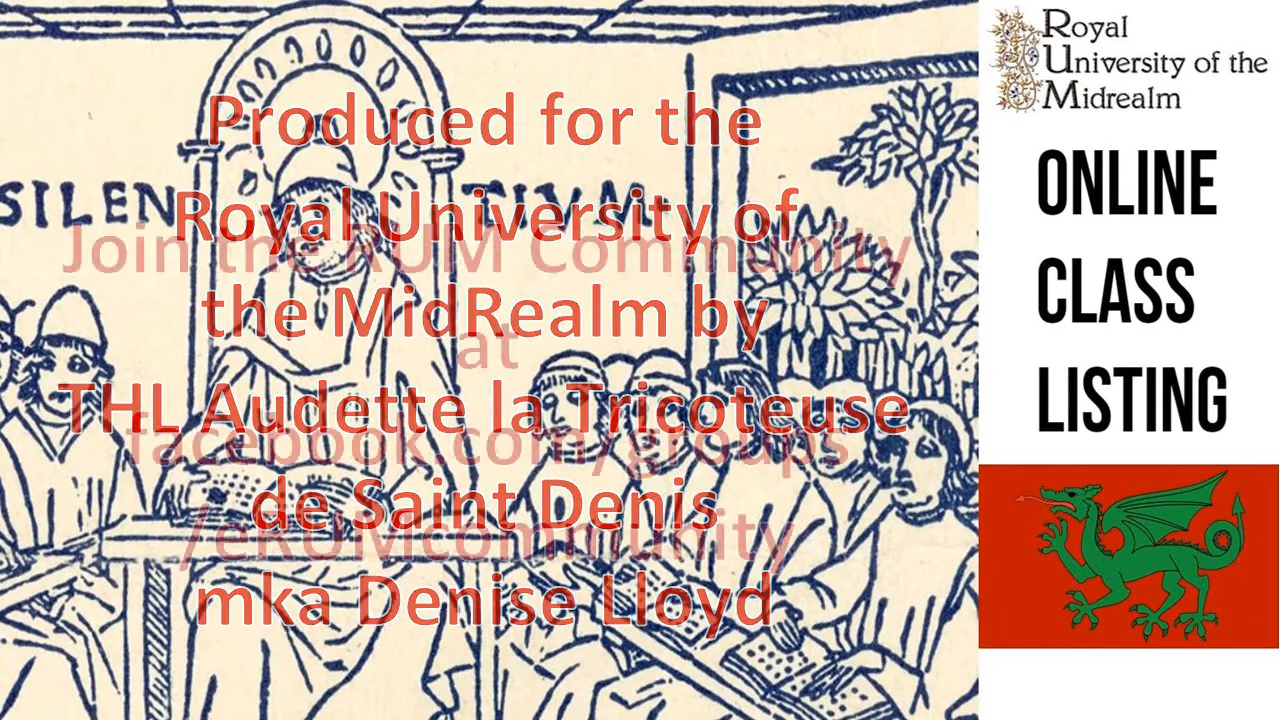 Produced for the
Royal University of
the MidRealm by
THL Audette la Tricoteuse
de Saint Denis
mka Denise Lloyd
Join the RUM Community
at
facebook.com/groups
/eRUMcommunity
SILEN TIVM
Royal
University of the
Midrealm
ONLINE
CLASS
LISTING